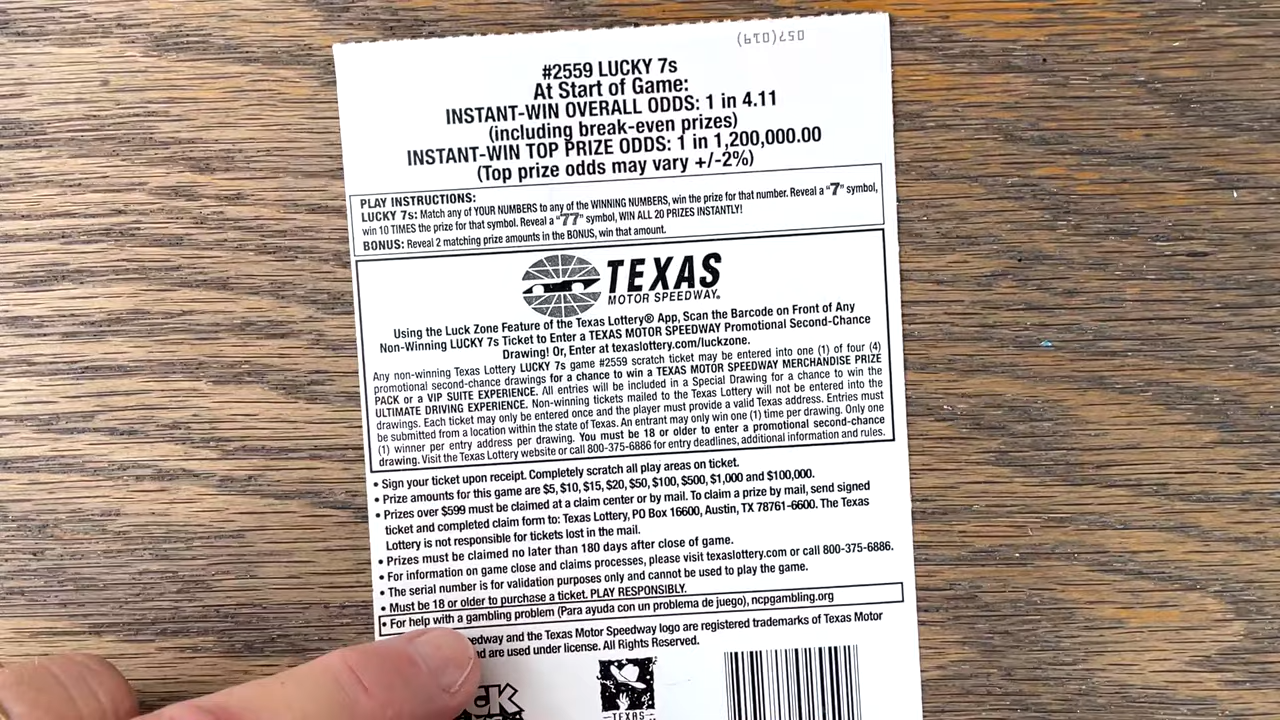 057(019)
#2559 LUCKY 7s
At Start of Game:
INSTANT-WIN OVERALL ODDS: 1 in 4.11
(including break-even prizes)
INSTANT-WIN TOP PRIZE ODDS: 1 in 1,200,000.00
(Top prize odds may vary +/-2%)
PLAY INSTRUCTIONS:
LUCKY 7s: Match any of YOUR NUMBERS to any of the WINNING NUMBERS, win the prize for that number. Reveal a "7" symbol,
win 10 TIMES the prize for that symbol. Reveal a "77" symbol, WIN ALL 20 PRIZES INSTANTLY!
BONUS: Reveal 2 matching prize amounts in the BONUS, win that amount.
TEXAS
MOTOR SPEEDWAY®
Using the Luck Zone Feature of the Texas Lottery® App, Scan the Barcode on Front of Any
Non-Winning LUCKY 7s Ticket to Enter a TEXAS MOTOR SPEEDWAY Promotional Second-Chance
Drawing! Or, Enter at texaslottery.com/luckzone.
Any non-winning Texas Lottery LUCKY 7s game #2559 scratch ticket may be entered into one (1) of four (4)
promotional second-chance drawings for a chance to win a TEXAS MOTOR SPEEDWAY MERCHANDISE PRIZE
PACK or a VIP SUITE EXPERIENCE. All entries will be included in a Special Drawing for a chance to win the
ULTIMATE DRIVING EXPERIENCE. Non-winning tickets mailed to the Texas Lottery will not be entered into the
drawings. Each ticket may only be entered once and the player must provide a valid Texas address. Entries must
be submitted from a location within the state of Texas. An entrant may only win one (1) time per drawing. Only one
(1) winner per entry address per drawing. You must be 18 or older to enter a promotional second-chance
drawing. Visit the Texas Lottery website or call 800-375-6886 for entry deadlines, additional information and rules.
• Sign your ticket upon receipt. Completely scratch all play areas on ticket.
• Prize amounts for this game are $5, $10, $15, $20, $50, $100, $500, $1,000 and $100,000.
• Prizes over $599 must be claimed at a claim center or by mail. To claim a prize by mail, send signed
ticket and completed claim form to: Texas Lottery, PO Box 16600, Austin, TX 78761-6600. The Texas
Lottery is not responsible for tickets lost in the mail.
• Prizes must be claimed no later than 180 days after close of game.
• For information on game close and claims processes, please visit texaslottery.com or call 800-375-6886.
• The serial number is for validation purposes only and cannot be used to play the game.
• Must be 18 or older to purchase a ticket. PLAY RESPONSIBLY.
• For help with a gambling problem (Para ayuda con un problema de juego), ncpgambling.org
and the Texas Motor Speedway logo are registered trademarks of Texas Motor
are used under license. All Rights Reserved.
TEXAS